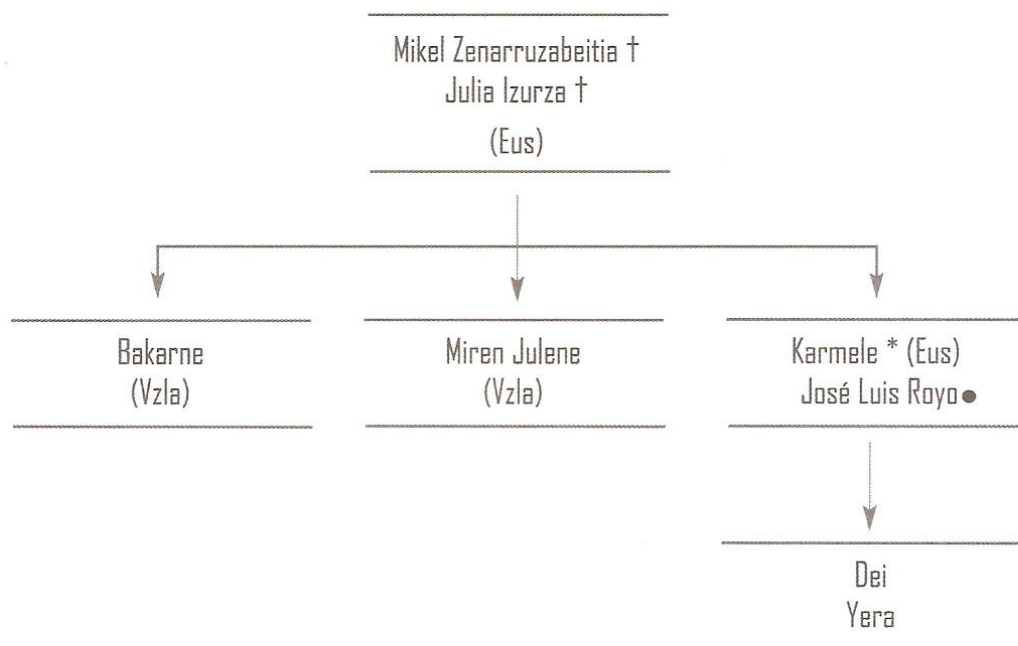 Mikel Zenarruzabeitia †
Julia Izurza †
(Eus)
Bakarne
(Vzla)
Miren Julene
(Vzla)
Karmele * (Eus)
José Luis Royo ●
Dei
Yera